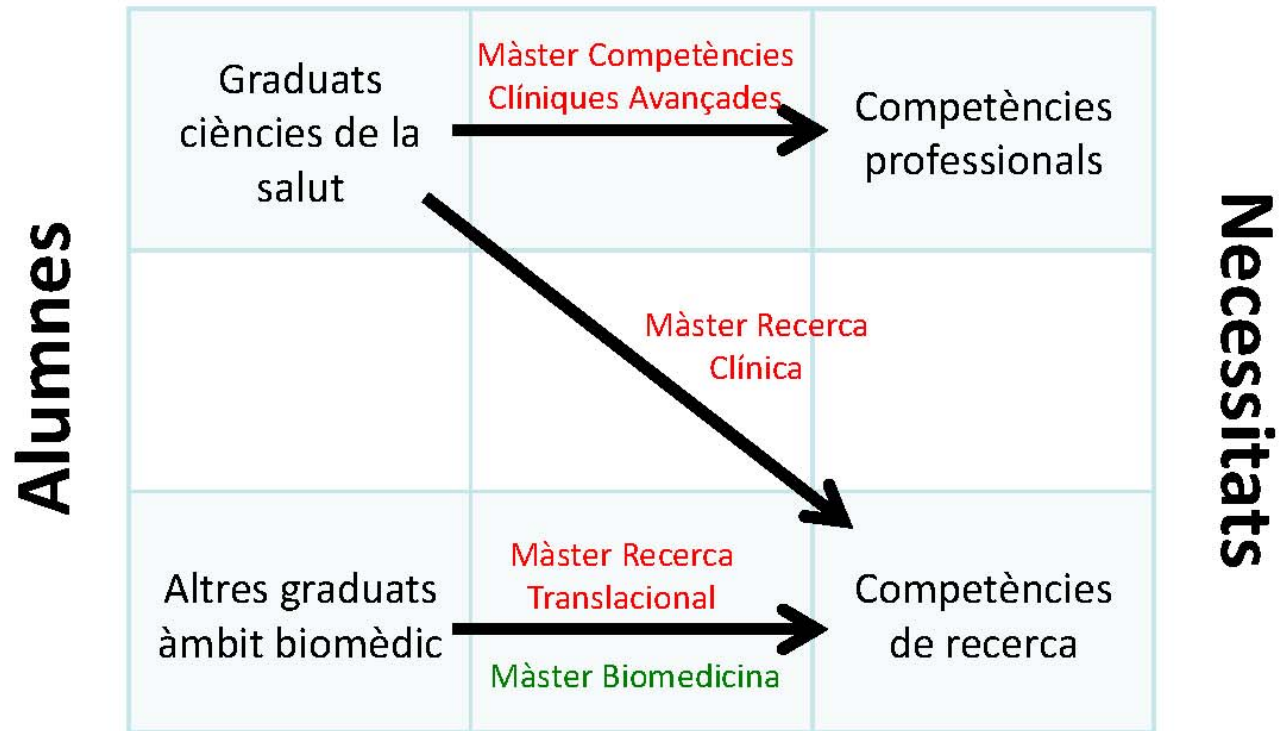 Alumnes
Graduats
ciències de la
salut
Màster Competències
Clíniques Avançades
Competències
professionals
Màster Recerca
Clínica
Altres graduats
àmbit biomèdic
Màster Recerca
Translacional
Màster Biomedicina
Competències
de recerca
Necessitats